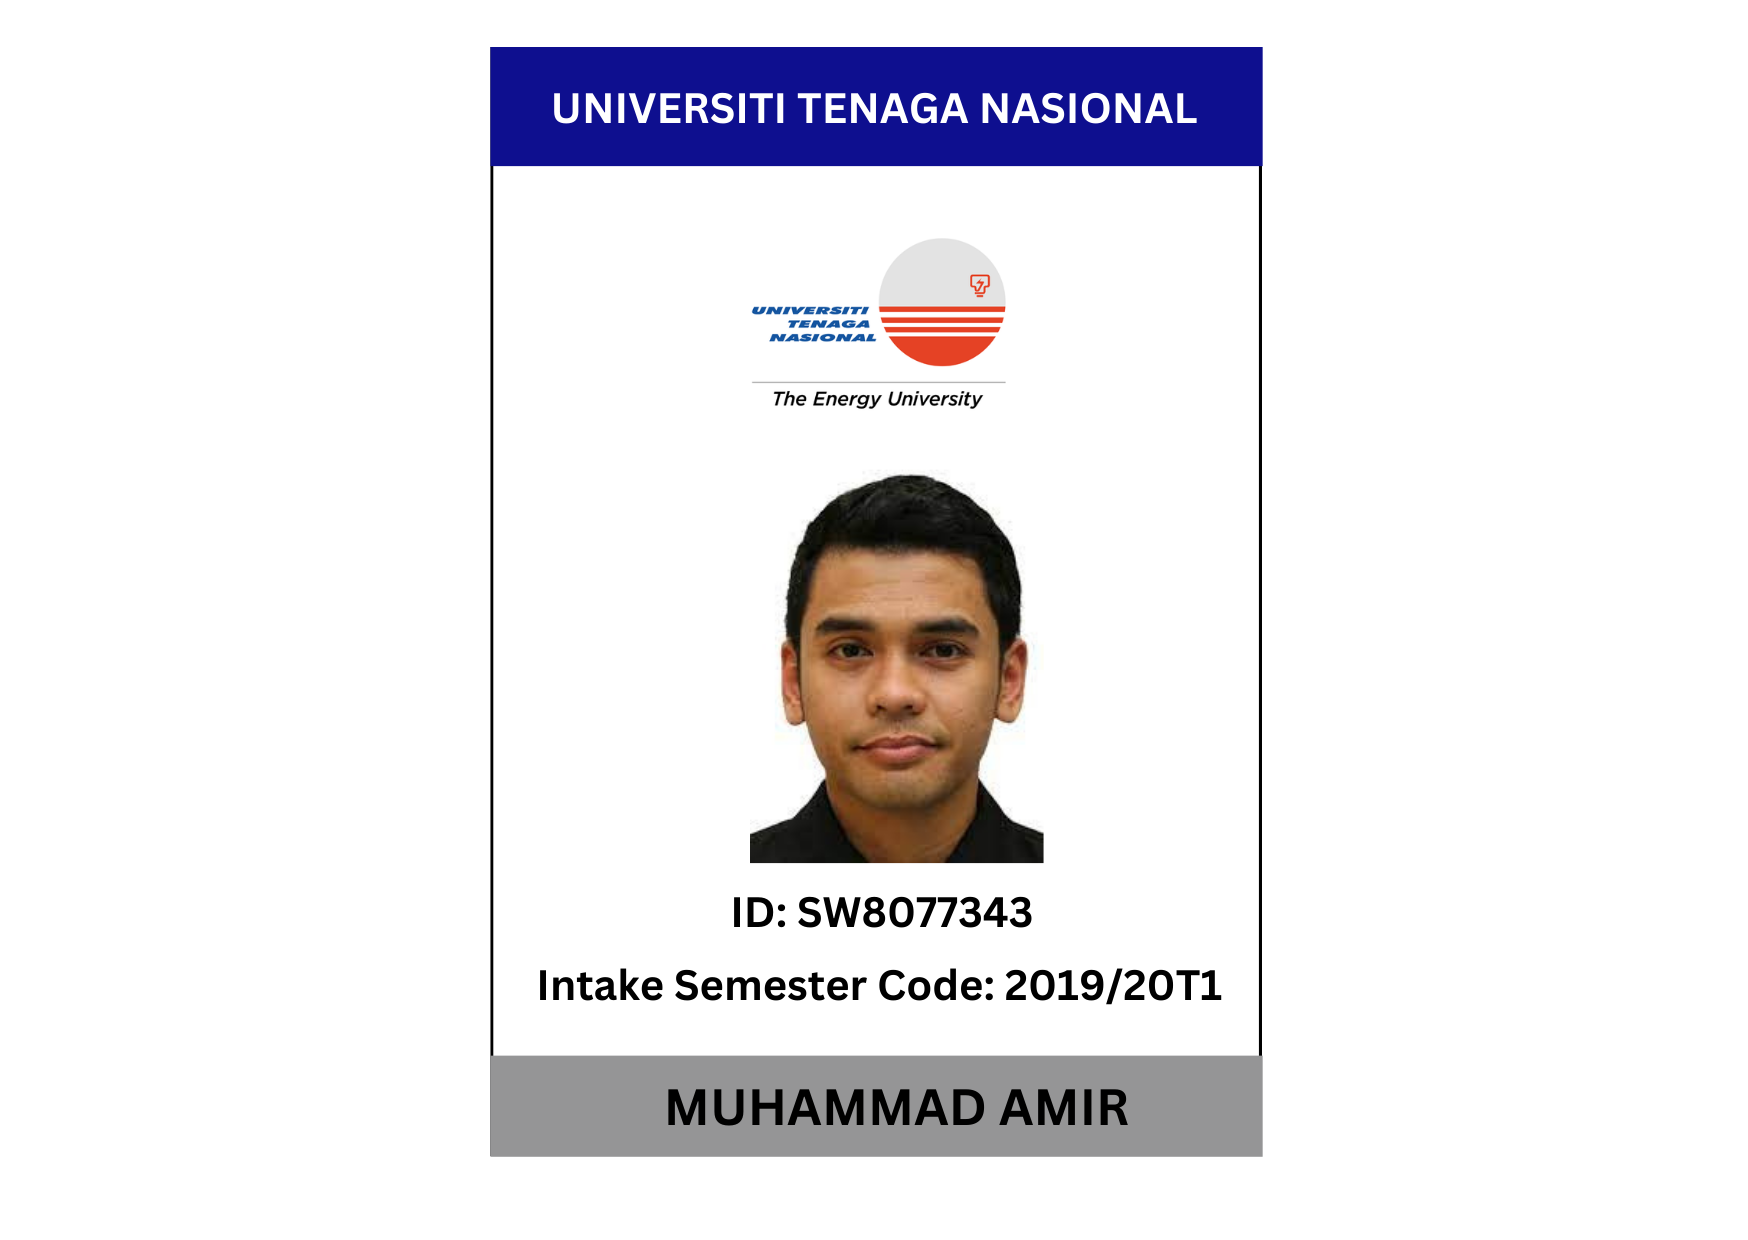 UNIVERSITI TENAGA NASIONAL
UNIVERSITI
TENAGA
NASIONAL
The Energy University
ID: SW8077343
Intake Semester Code: 2019/20T1
MUHAMMAD AMIR